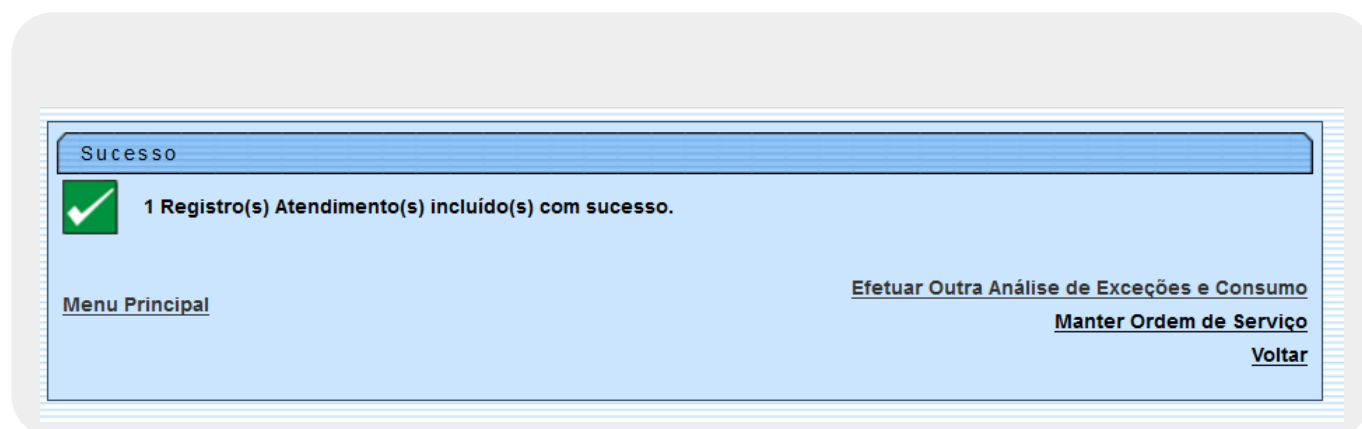 Sucesso
1 Registro(s) Atendimento(s) incluído(s) com sucesso.
Efetuar Outra Análise de Exceções e Consumo
Menu Principal
Manter Ordem de Serviço
Voltar